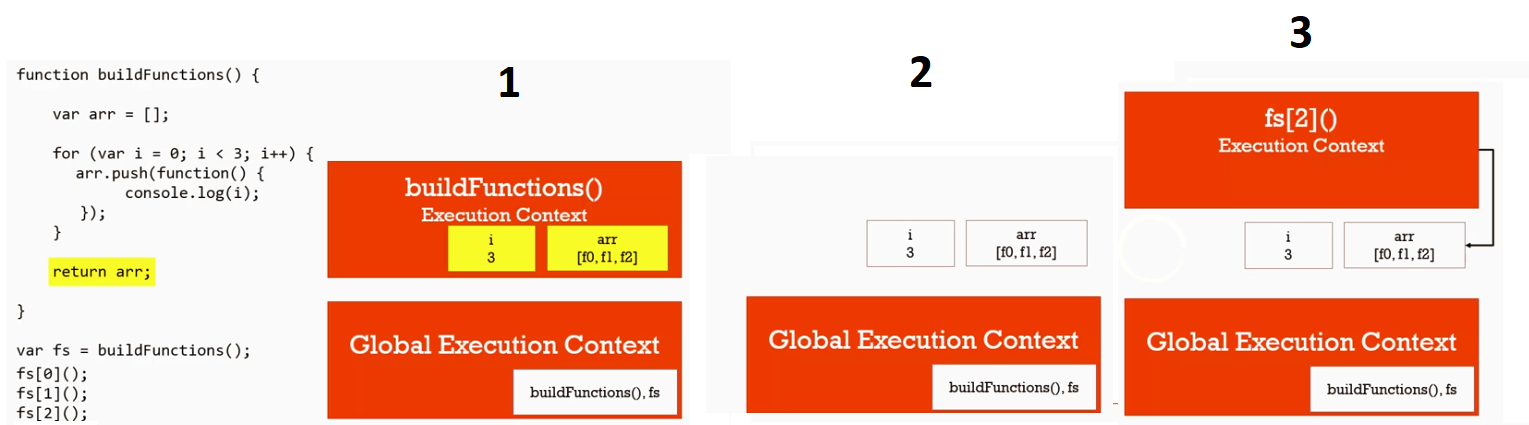 function buildFunctions() {
var arr = [];
for (var i = 0; i < 3; i++) {
arr.push(function() {
console.log(i);
});
}
return arr;
}
var fs = buildFunctions();
fs[0]();
fs[1]();
fs[2]();
1
buildFunctions()
Execution Context
i
3
arr
[f0, f1, f2]
Global Execution Context
buildFunctions(), fs
2
i
3
arr
[f0, f1, f2]
Global Execution Context
buildFunctions(), fs
3
fs[2]()
Execution Context
i
3
arr
[f0, f1, f2]
Global Execution Context
buildFunctions(), fs